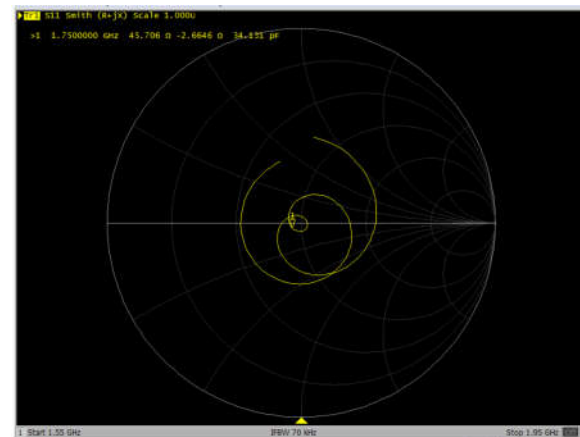 Tr1 S11 Smith (R+jX) Scale 1.000U
>1 1.7500000 GHz 45.706 Ω -2.6646 Ω 34.131 pF
1
1 Start 1.55 GHz IFBW 70 kHz Stop 1.95 GHz